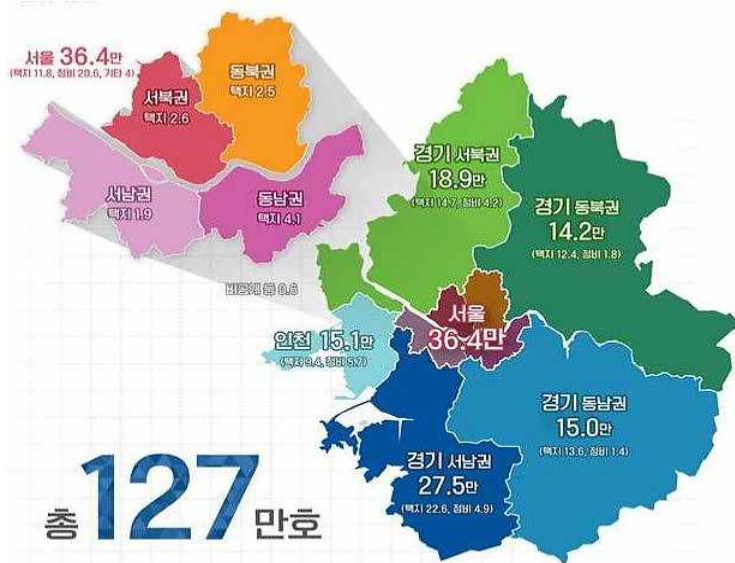 서울 36.4만
(택지 11.8, 정비 20.6, 기타 4)
동북권
택지 2.5
서북권
택지 2.6
서남권
택지 1.9
동남권
택지 4.1
비공개 등 0.6
경기 서북권
18.9만
(택지 14.7, 정비 4.2)
경기 동북권
14.2만
(택지 12.4, 정비 1.8)
서울
36.4만
인천 15.1만
(택지 9.4, 정비 5.7)
경기 동남권
15.0만
(택지 13.6, 정비 1.4)
경기 서남권
27.5만
(택지 22.6, 정비 4.9)
총 127 만호